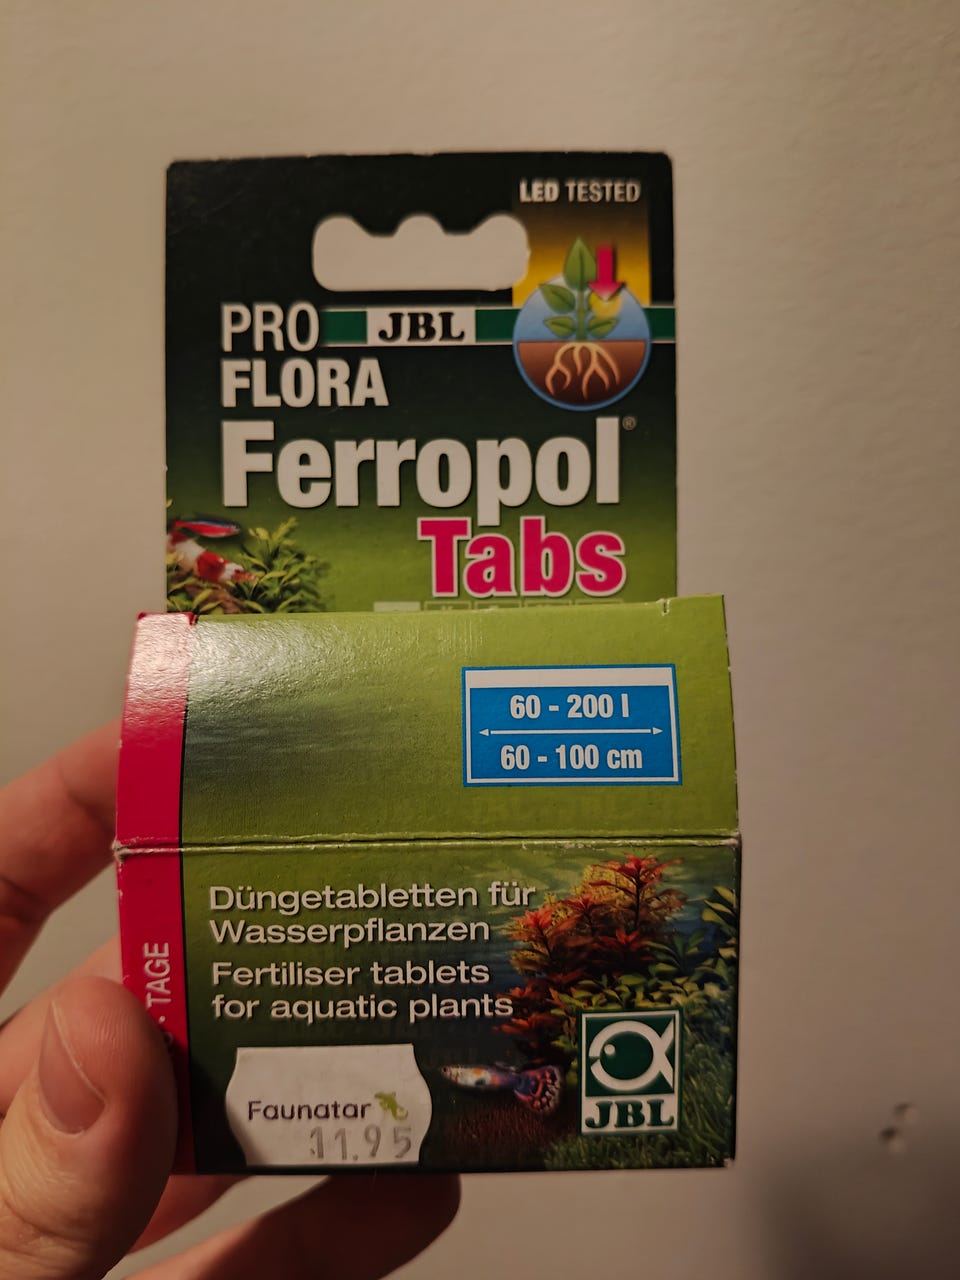 LED TESTED
PRO JBL
FLORA
Ferropol®
Tabs
60 - 200 l
60 - 100 cm
Düngetabletten für
Wasserpflanzen
Fertiliser tablets
for aquatic plants
TAGE
Faunatar
11.95
JBL